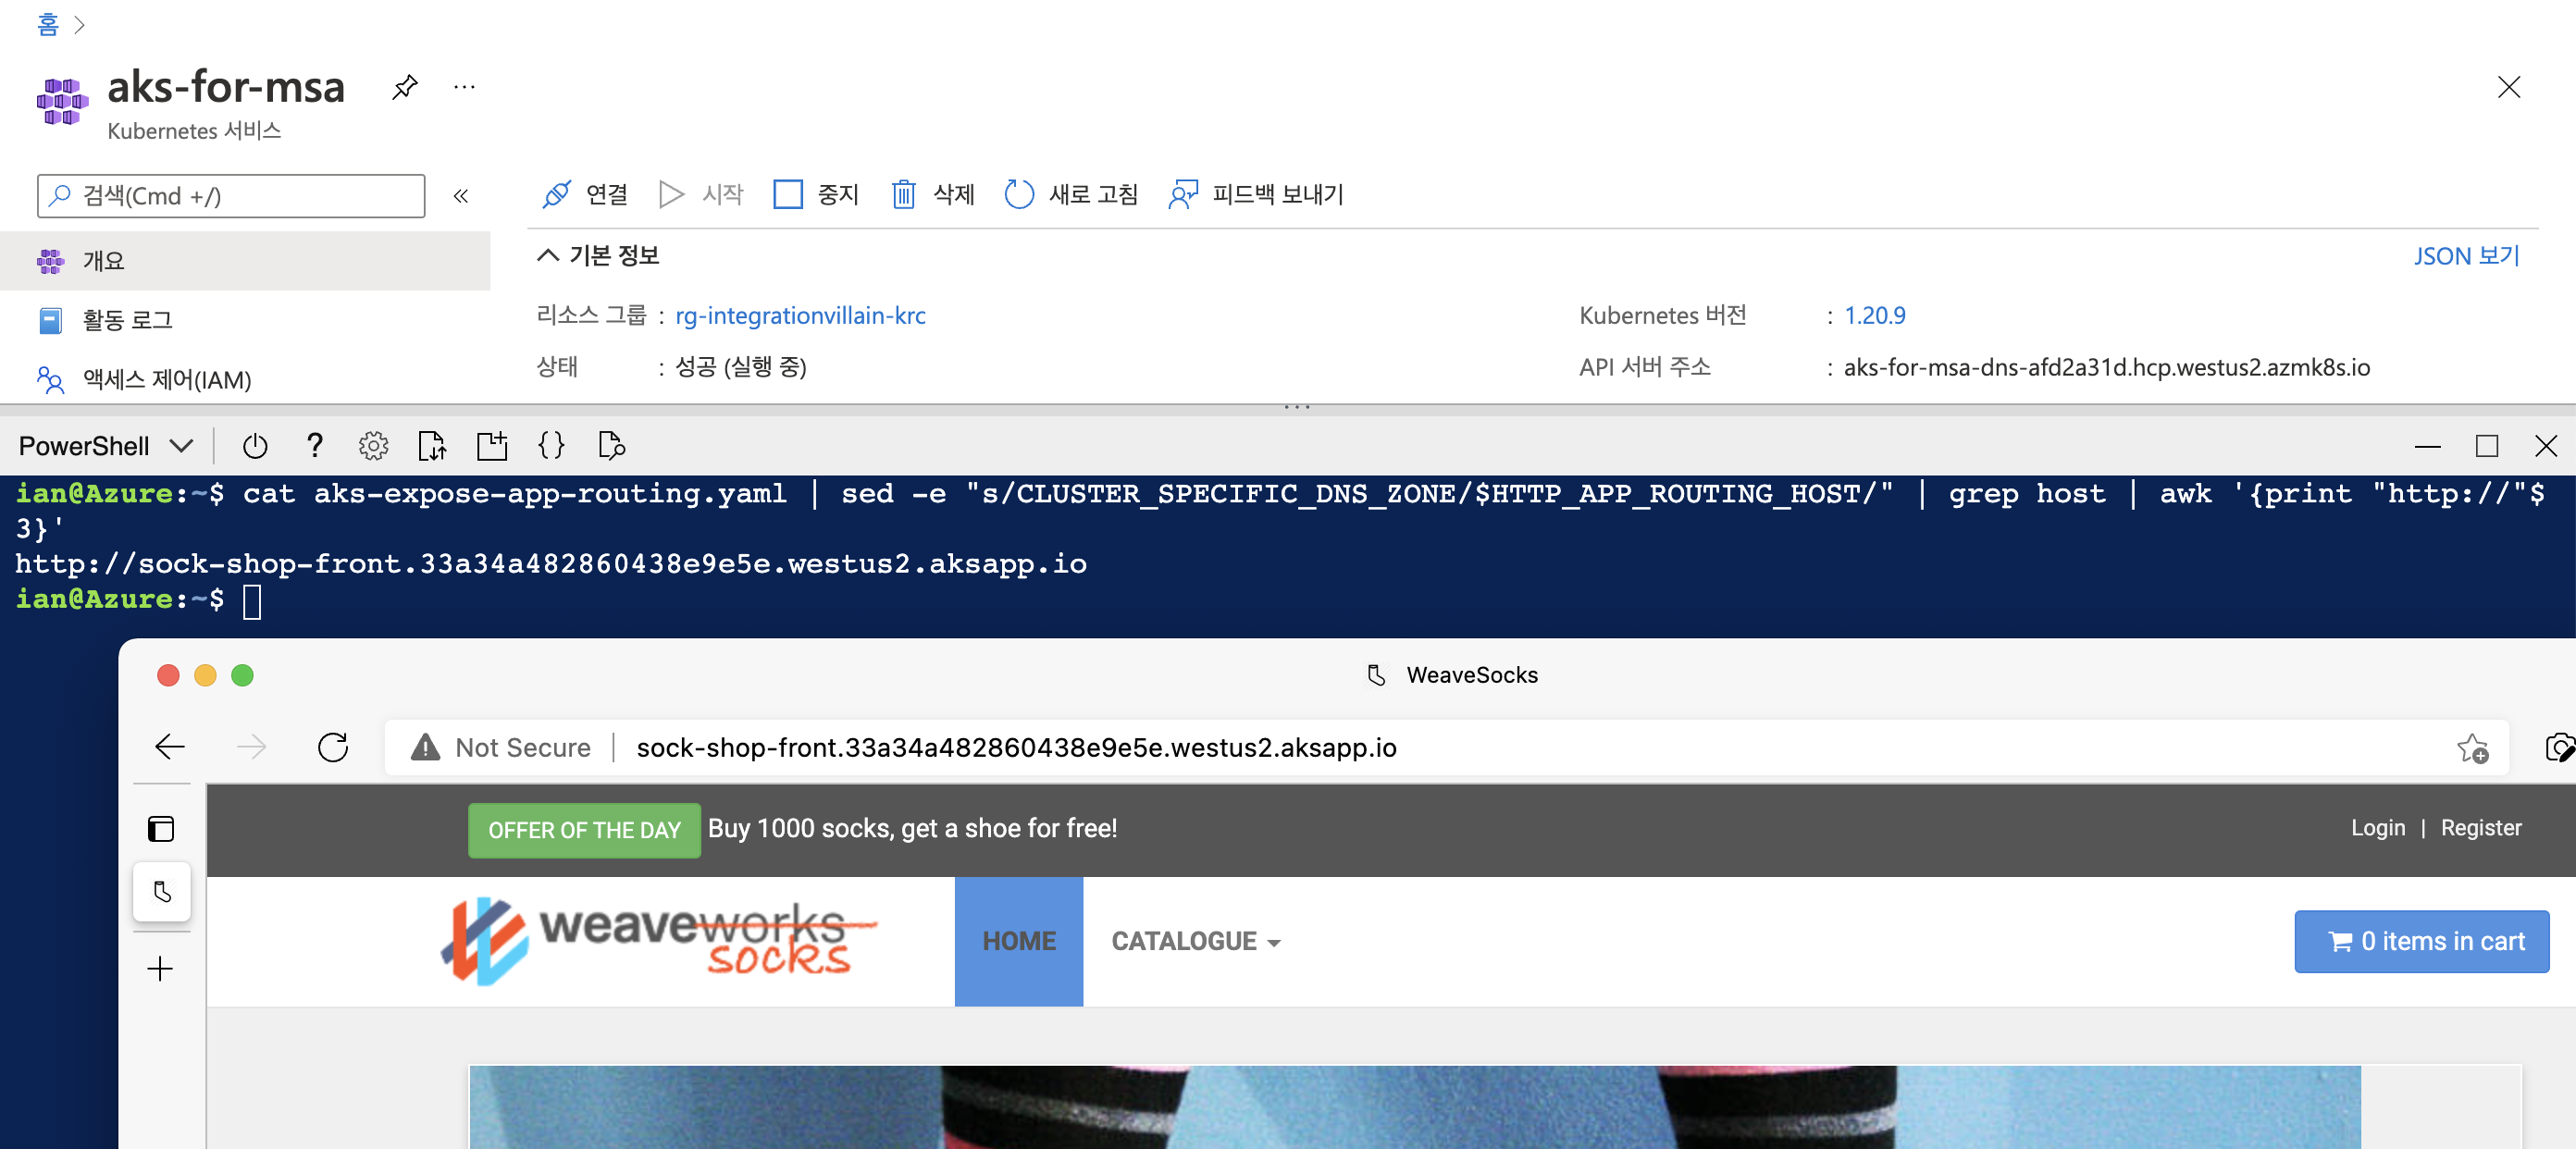 홈
aks-for-msa
Kubernetes 서비스
검색(Cmd +/)
연결
시작
중지
삭제
새로 고침
피드백 보내기
개요
활동 로그
액세스 제어(IAM)
기본 정보
JSON 보기
리소스 그룹 : rg-integrationvillain-krc
Kubernetes 버전 : 1.20.9
상태 : 성공 (실행 중)
API 서버 주소 : aks-for-msa-dns-afd2a31d.hcp.westus2.azmk8s.io
PowerShell
ian@Azure:~$ cat aks-expose-app-routing.yaml | sed -e "s/CLUSTER_SPECIFIC_DNS_ZONE/$HTTP_APP_ROUTING_HOST/" | grep host | awk '{print "http://"$
3}'
http://sock-shop-front.33a34a482860438e9e5e.westus2.aksapp.io
ian@Azure:~$
WeaveSocks
Not Secure | sock-shop-front.33a34a482860438e9e5e.westus2.aksapp.io
OFFER OF THE DAY Buy 1000 socks, get a shoe for free!
Login | Register
weaveworks
socks
HOME
CATALOGUE
0 items in cart